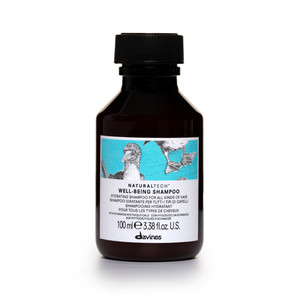 NATURALTECH™
WELL-BEING SHAMPOO
HYDRATING SHAMPOO FOR ALL KINDS OF HAIR
SHAMPOO IDRATANTE PER TUTTI I TIPI DI CAPELLI
SHAMPOOING HYDRATANT
POUR TOUS LES TYPES DE CHEVEUX
100 ml ℮ 3.38 fl.oz. U.S.
davines